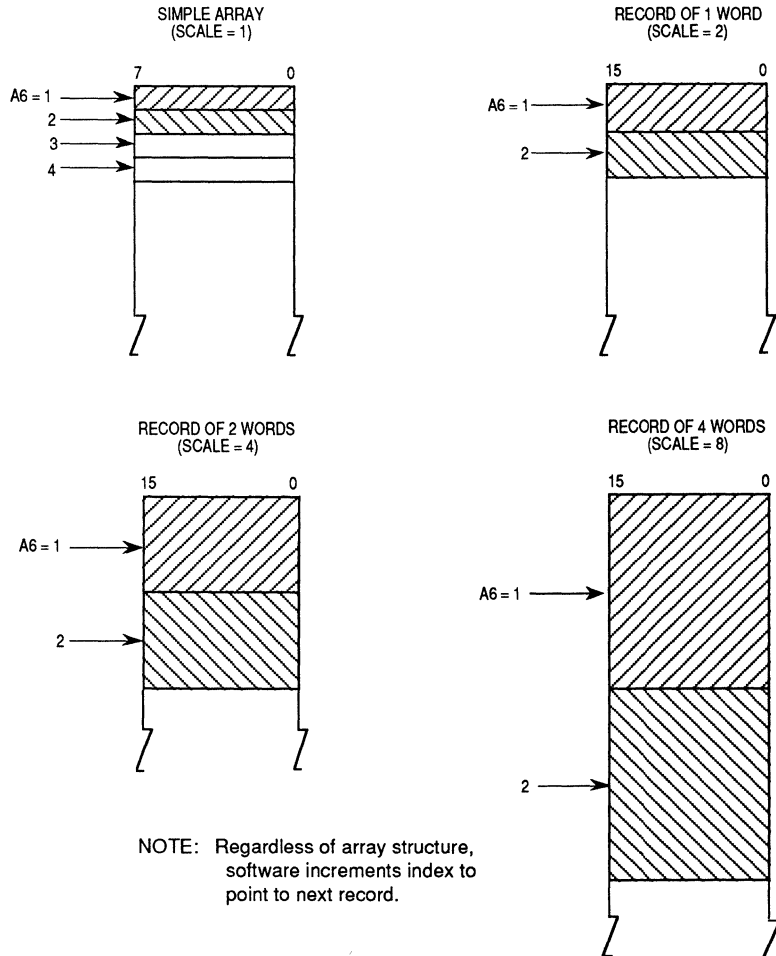 SIMPLE ARRAY
(SCALE = 1)
7 0
A6 = 1
2
3
4
RECORD OF 1 WORD
(SCALE = 2)
15 0
A6 = 1
2
RECORD OF 2 WORDS
(SCALE = 4)
15 0
A6 = 1
2
RECORD OF 4 WORDS
(SCALE = 8)
15 0
A6 = 1
2
NOTE: Regardless of array structure,
software increments index to
point to next record.